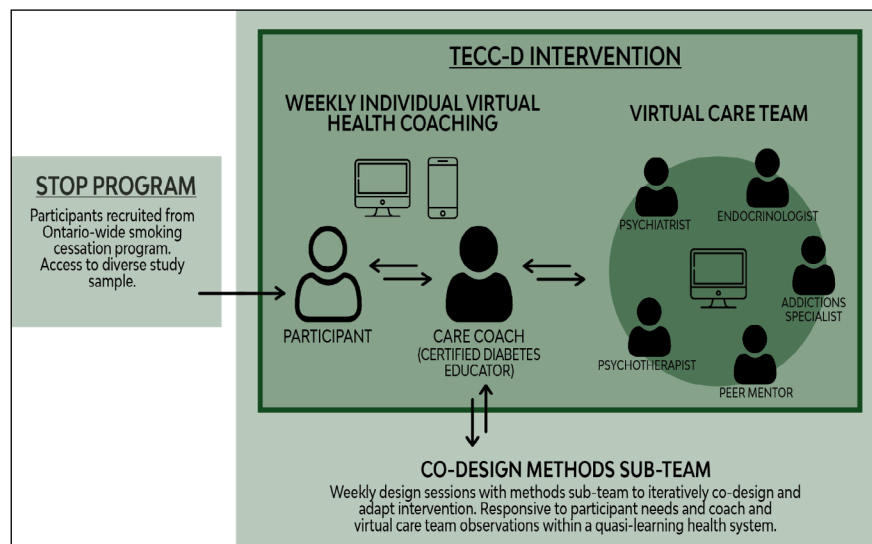 TECC-D INTERVENTION
WEEKLY INDIVIDUAL VIRTUAL
HEALTH COACHING
VIRTUAL CARE TEAM
STOP PROGRAM
Participants recruited from
Ontario-wide smoking
cessation program.
Access to diverse study
sample.
PARTICIPANT
CARE COACH
(CERTIFIED DIABETES
EDUCATOR)
PSYCHIATRIST
ENDOCRINOLOGIST
ADDICTIONS
SPECIALIST
PSYCHOTHERAPIST
PEER MENTOR
CO-DESIGN METHODS SUB-TEAM
Weekly design sessions with methods sub-team to iteratively co-design and
adapt intervention. Responsive to participant needs and coach and
virtual care team observations within a quasi-learning health system.